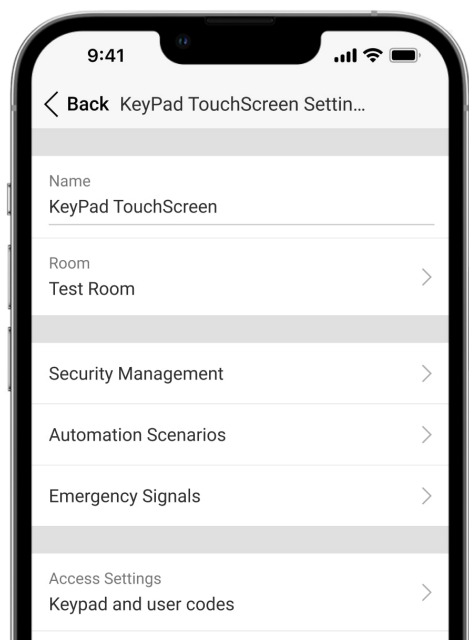 9:41
Back KeyPad TouchScreen Settin...
Name
KeyPad TouchScreen
Room
Test Room
Security Management
Automation Scenarios
Emergency Signals
Access Settings
Keypad and user codes